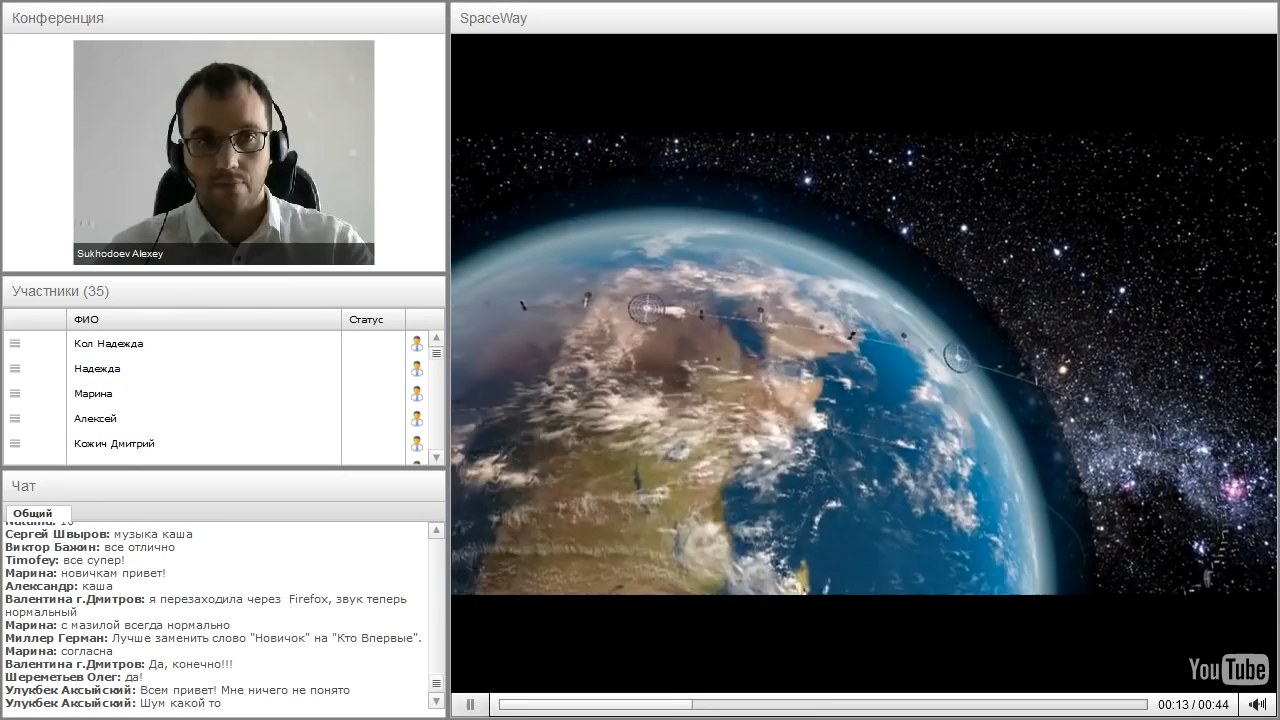 Конференция
Sukhodoev Alexey
Участники (35)
ФИО Статус
Кол Надежда
Надежда
Марина
Алексей
Кожич Дмитрий
Чат
Общий
Сергей Швыров: музыка каша
Виктор Бажин: все отлично
Timofey: все супер!
Марина: новичкам привет!
Александр: каша
Валентина г.Дмитров: я перезаходила через Firefox, звук теперь
нормальный
Марина: с мазилой всегда нормально
Миллер Герман: Лучше заменить слово "Новичок" на "Кто Впервые".
Марина: согласна
Валентина г.Дмитров: Да, конечно!!!
Шереметьев Олег: да!
Улукбек Аксыйский: Всем привет! Мне ничего не понято
Улукбек Аксыйский: Шум какой то
SpaceWay
YouTube
00:13 / 00:44